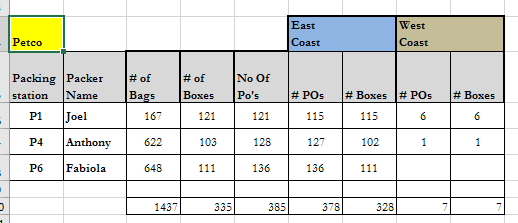 East West
Petco Coast Coast
Packing Packer # of # of No Of
station Name Bags Boxes Po's # POs # Boxes # POs # Boxes
P1 Joel 167 121 121 115 115 6 6
P4 Anthony 622 103 128 127 102 1 1
P6 Fabiola 648 111 136 136 111
1437 335 385 378 328 7 7